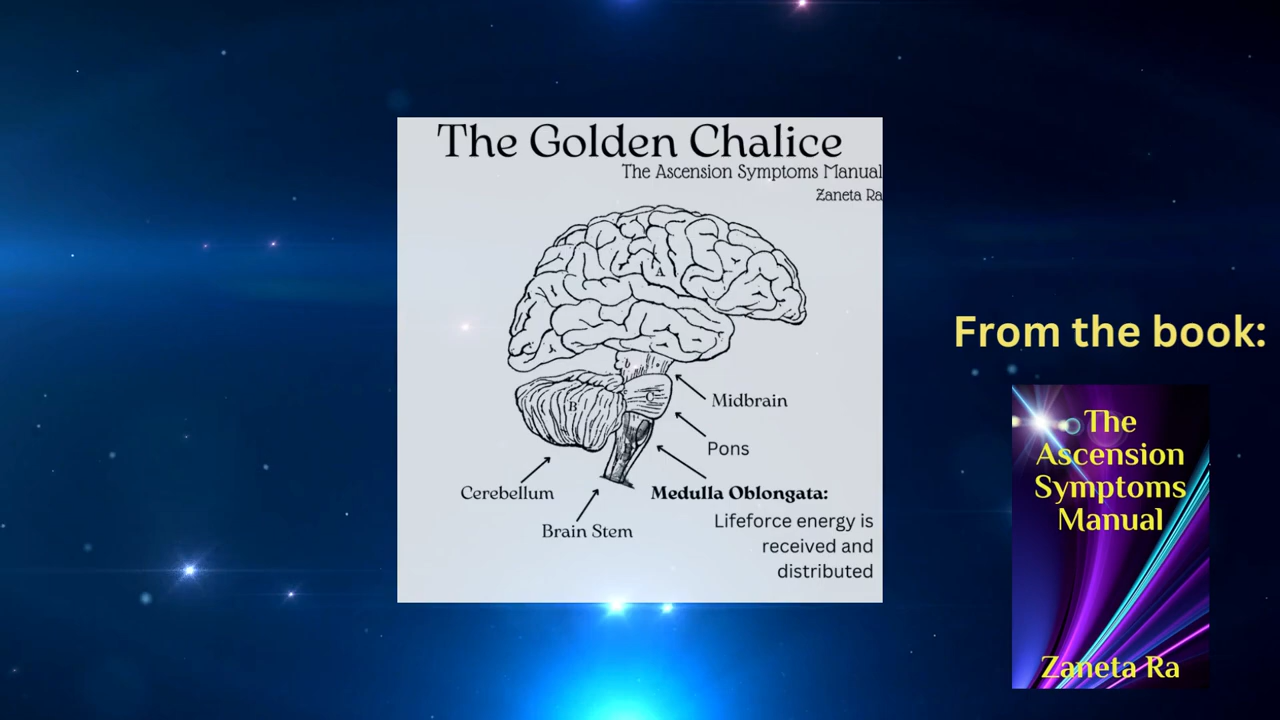 The Golden Chalice
The Ascension Symptoms Manual
Zaneta Ra
A
b
C
B
Midbrain
Pons
Cerebellum
Medulla Oblongata:
Brain Stem
Lifeforce energy is
received and
distributed
From the book:
The
Ascension
Symptoms
Manual
Zaneta Ra